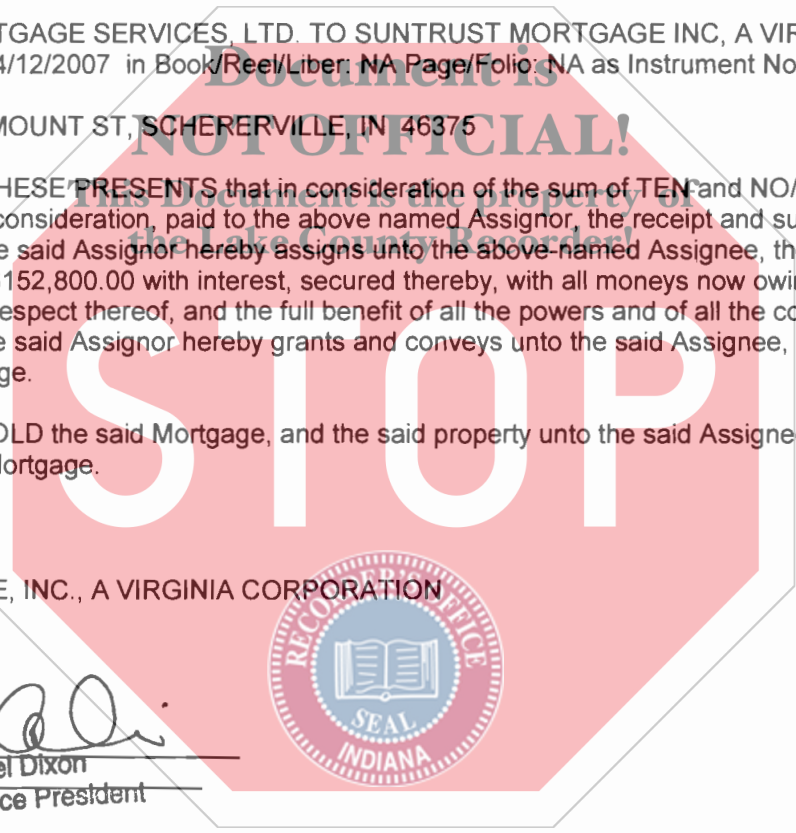 TGAGE SERVICES, LTD. TO SUNTRUST MORTGAGE INC, A VIR
4/12/2007 in Book/Reel/Liber: NA Page/Folio: NA as Instrument No
Document is
MOUNT ST, SCHERERVILLE, IN 46375
NOT OFFICIAL!
HESE PRESENTS that in consideration of the sum of TEN and NO/
This Document is the property of
consideration, paid to the above named Assignor, the receipt and su
the Lake County Recorder!
e said Assignor hereby assigns unto the above-named Assignee, th
152,800.00 with interest, secured thereby, with all moneys now owi
espect thereof, and the full benefit of all the powers and of all the co
e said Assignor hereby grants and conveys unto the said Assignee,
ge.
STOP
OLD the said Mortgage, and the said property unto the said Assigne
Mortgage.
E, INC., A VIRGINIA CORPORATION
RECORDER'S OFFICE
SEAL
INDIANA
el Dixon
ce President